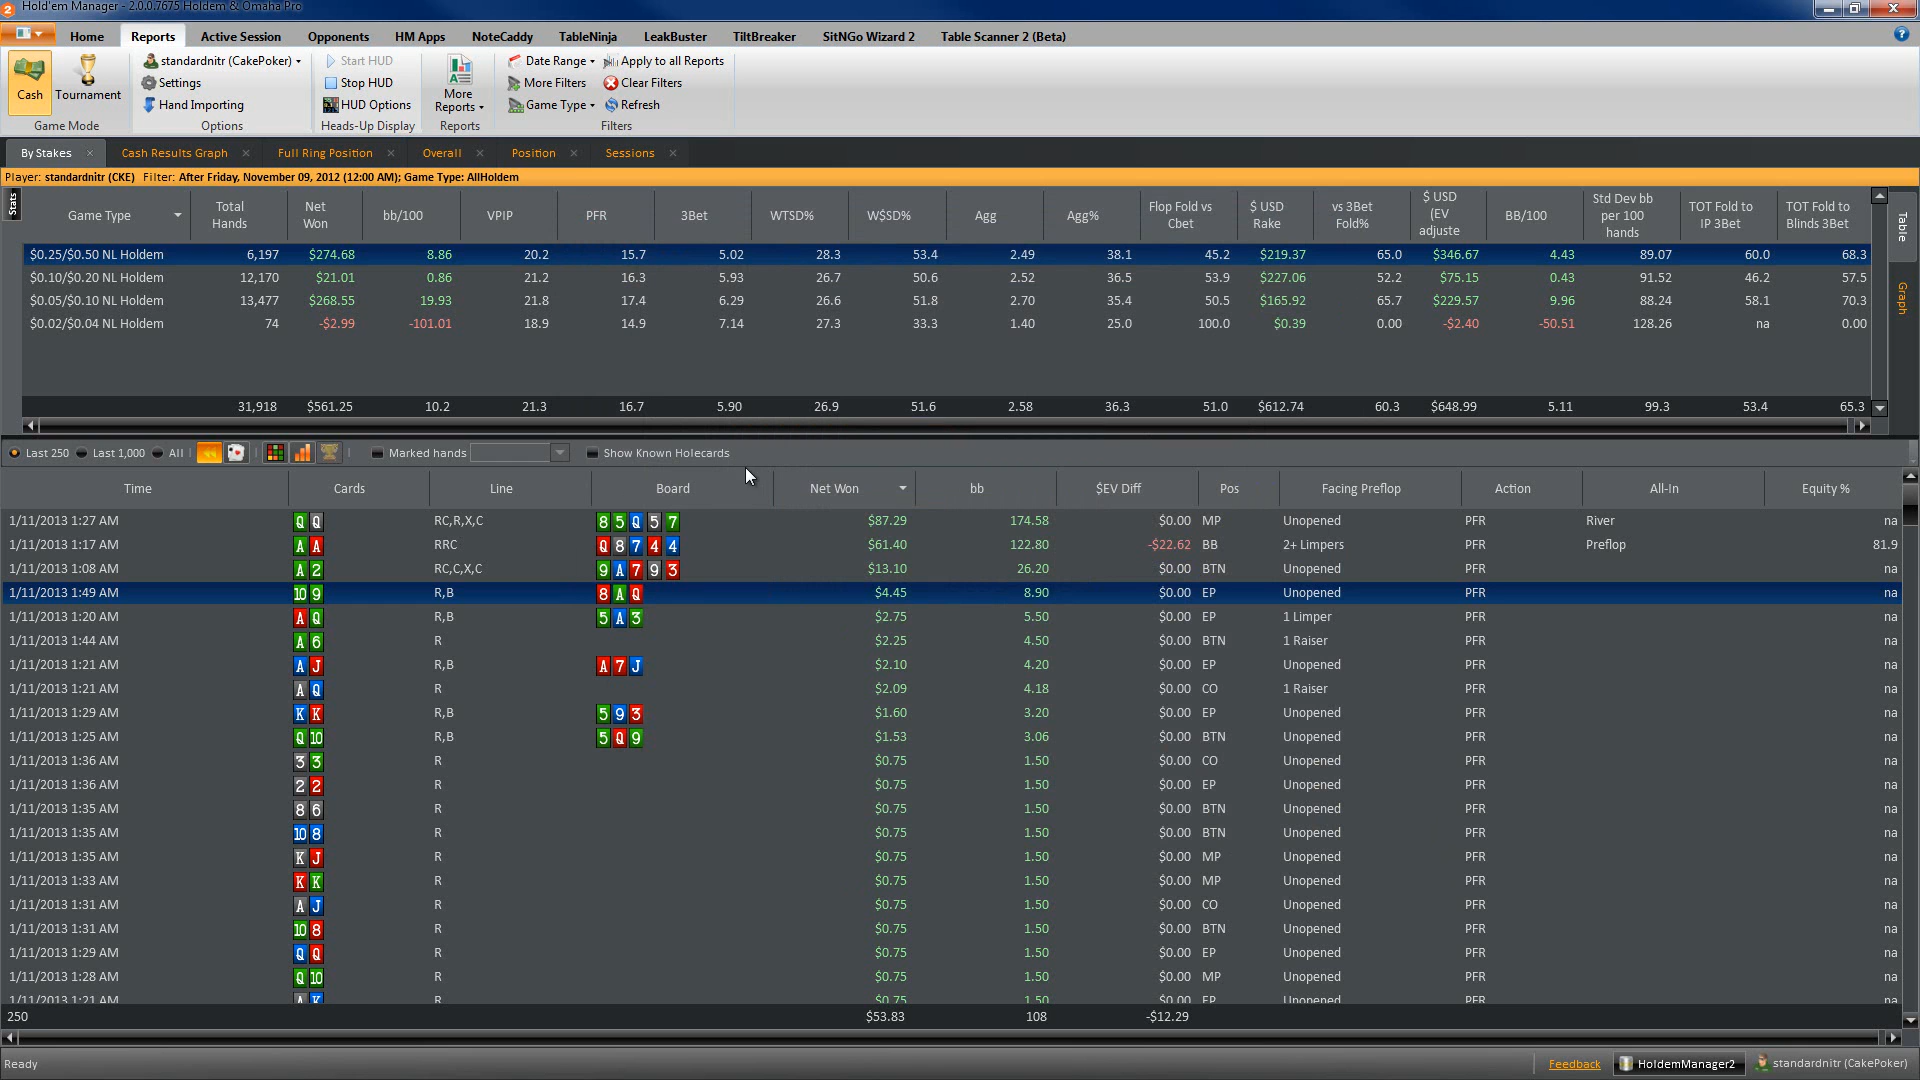 Hold'em Manager - 2.0.0.7675 Holdem & Omaha Pro
Home Reports Active Session Opponents HM Apps NoteCaddy TableNinja LeakBuster TiltBreaker SitNGo Wizard 2 Table Scanner 2 (Beta)
Cash Tournament
Game Mode
standardnitr (CakePoker)
Settings
Hand Importing
Options
Start HUD
Stop HUD
HUD Options
Heads-Up Display
More Reports
Reports
Date Range Apply to all Reports
More Filters Clear Filters
Game Type Refresh
Filters
By Stakes Cash Results Graph Full Ring Position Overall Position Sessions
Player: standardnitr (CKE) Filter: After Friday, November 09, 2012 (12:00 AM); Game Type: AllHoldem
Stats
Table
Graph
Game Type Total Hands Net Won bb/100 VPIP PFR 3Bet WTSD% W$SD% Agg Agg% Flop Fold vs Cbet $ USD Rake vs 3Bet Fold% $ USD (EV adjuste BB/100 Std Dev bb per 100 hands TOT Fold to IP 3Bet TOT Fold to Blinds 3Bet
$0.25/$0.50 NL Holdem 6,197 $274.68 8.86 20.2 15.7 5.02 28.3 53.4 2.49 38.1 45.2 $219.37 65.0 $346.67 4.43 89.07 60.0 68.3
$0.10/$0.20 NL Holdem 12,170 $21.01 0.86 21.2 16.3 5.93 26.7 50.6 2.52 36.5 53.9 $227.06 52.2 $75.15 0.43 91.52 46.2 57.5
$0.05/$0.10 NL Holdem 13,477 $268.55 19.93 21.8 17.4 6.29 26.6 51.8 2.70 35.4 50.5 $165.92 65.7 $229.57 9.96 88.24 58.1 70.3
$0.02/$0.04 NL Holdem 74 -$2.99 -101.01 18.9 14.9 7.14 27.3 33.3 1.40 25.0 100.0 $0.39 0.00 -$2.40 -50.51 128.26 na 0.00
31,918 $561.25 10.2 21.3 16.7 5.90 26.9 51.6 2.58 36.3 51.0 $612.74 60.3 $648.99 5.11 99.3 53.4 65.3
Last 250 Last 1,000 All Marked hands Show Known Holecards
Time Cards Line Board Net Won bb $EV Diff Pos Facing Preflop Action All-In Equity %
1/11/2013 1:27 AM Q Q RC,R,X,C 8 5 Q 5 7 $87.29 174.58 $0.00 MP Unopened PFR River na
1/11/2013 1:17 AM A A RRC Q 8 7 4 4 $61.40 122.80 -$22.62 BB 2+ Limpers PFR Preflop 81.9
1/11/2013 1:08 AM A 2 RC,C,X,C 9 A 7 9 3 $13.10 26.20 $0.00 BTN Unopened PFR na
1/11/2013 1:49 AM 10 9 R,B 8 A Q $4.45 8.90 $0.00 EP Unopened PFR na
1/11/2013 1:20 AM A Q R,B 5 A 3 $2.75 5.50 $0.00 EP 1 Limper PFR na
1/11/2013 1:44 AM A 6 R $2.25 4.50 $0.00 BTN 1 Raiser PFR na
1/11/2013 1:21 AM A J R,B A 7 J $2.10 4.20 $0.00 EP Unopened PFR na
1/11/2013 1:21 AM A Q R $2.09 4.18 $0.00 CO 1 Raiser PFR na
1/11/2013 1:29 AM K K R,B 5 9 3 $1.60 3.20 $0.00 EP Unopened PFR na
1/11/2013 1:25 AM Q 10 R,B 5 Q 9 $1.53 3.06 $0.00 BTN Unopened PFR na
1/11/2013 1:36 AM 3 3 R $0.75 1.50 $0.00 CO Unopened PFR na
1/11/2013 1:36 AM 2 2 R $0.75 1.50 $0.00 EP Unopened PFR na
1/11/2013 1:35 AM 8 6 R $0.75 1.50 $0.00 BTN Unopened PFR na
1/11/2013 1:35 AM 10 8 R $0.75 1.50 $0.00 BTN Unopened PFR na
1/11/2013 1:35 AM K J R $0.75 1.50 $0.00 MP Unopened PFR na
1/11/2013 1:33 AM K K R $0.75 1.50 $0.00 MP Unopened PFR na
1/11/2013 1:31 AM A J R $0.75 1.50 $0.00 CO Unopened PFR na
1/11/2013 1:31 AM 10 8 R $0.75 1.50 $0.00 BTN Unopened PFR na
1/11/2013 1:29 AM Q Q R $0.75 1.50 $0.00 EP Unopened PFR na
1/11/2013 1:28 AM Q 10 R $0.75 1.50 $0.00 MP Unopened PFR na
1/11/2013 1:21 AM A K R $0.75 1.50 $0.00 EP Unopened PFR na
250 $53.83 108 -$12.29
Ready Feedback HoldemManager2 standardnitr (CakePoker)